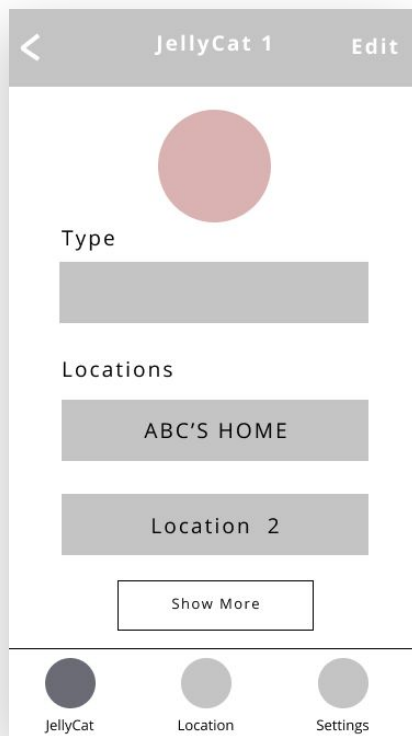 JellyCat 1 Edit
Type
Locations
ABC'S HOME
Location 2
Show More
JellyCat Location Settings